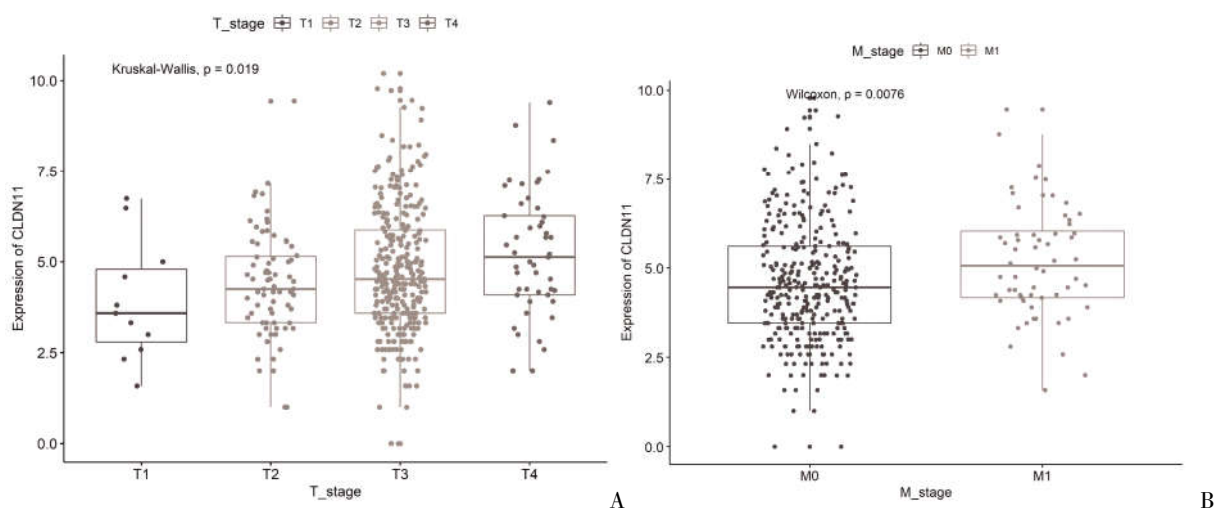 T_stage T1 T2 T3 T4
Kruskal-Wallis, p = 0.019
Expression of CLDN11
10.0
7.5
5.0
2.5
0.0
T1 T2 T3 T4
T_stage
A
M_stage M0 M1
Wilcoxon, p = 0.0076
Expression of CLDN11
10.0
7.5
5.0
2.5
0.0
M0 M1
M_stage
B